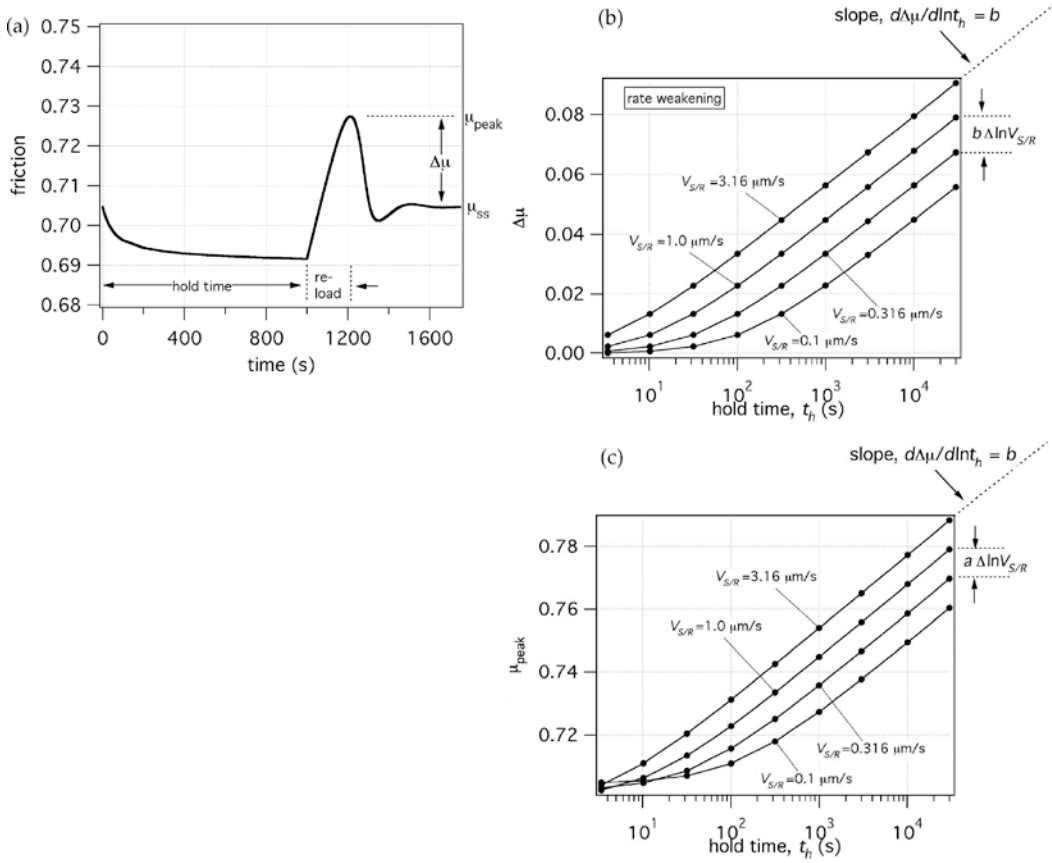 (a)
0.75
0.74
0.73
0.72
0.71
0.70
0.69
0.68
friction
μpeak
Δμ
μss
hold time
re-
load
0
400
800
1200
1600
time (s)
(b)
slope, dΔμ/dlnth = b
rate weakening
0.08
0.06
0.04
0.02
0.00
Δμ
b ΔlnVS/R
VS/R=3.16 μm/s
VS/R=1.0 μm/s
VS/R=0.316 μm/s
VS/R=0.1 μm/s
10¹
10²
10³
10⁴
hold time, th (s)
(c)
slope, dΔμ/dlnth = b
0.78
0.76
0.74
0.72
μpeak
a ΔlnVS/R
VS/R=3.16 μm/s
VS/R=1.0 μm/s
VS/R=0.316 μm/s
VS/R=0.1 μm/s
10¹
10²
10³
10⁴
hold time, th (s)